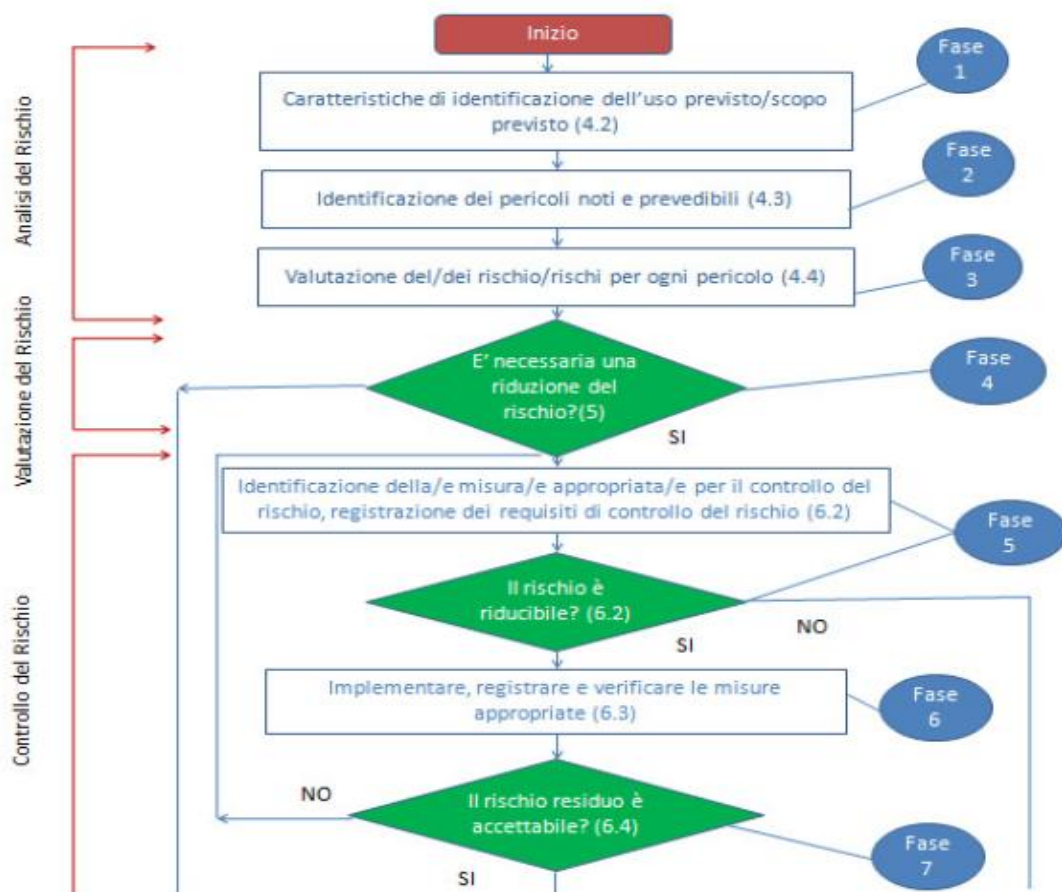 Inizio
Fase
1
Caratteristiche di identificazione dell'uso previsto/scopo
previsto (4.2)
Fase
2
Identificazione dei pericoli noti e prevedibili (4.3)
Analisi del Rischio
Fase
3
Valutazione del/dei rischio/rischi per ogni pericolo (4.4)
E' necessaria una
riduzione del
rischio?(5)
Fase
4
Valutazione del Rischio
SI
Identificazione della/e misura/e appropriata/e per il controllo del
rischio, registrazione dei requisiti di controllo del rischio (6.2)
Fase
5
Il rischio è
riducibile? (6.2)
NO
SI
Controllo del Rischio
Implementare, registrare e verificare le misure
appropriate (6.3)
Fase
6
NO
Il rischio residuo è
accettabile? (6.4)
Fase
7
SI